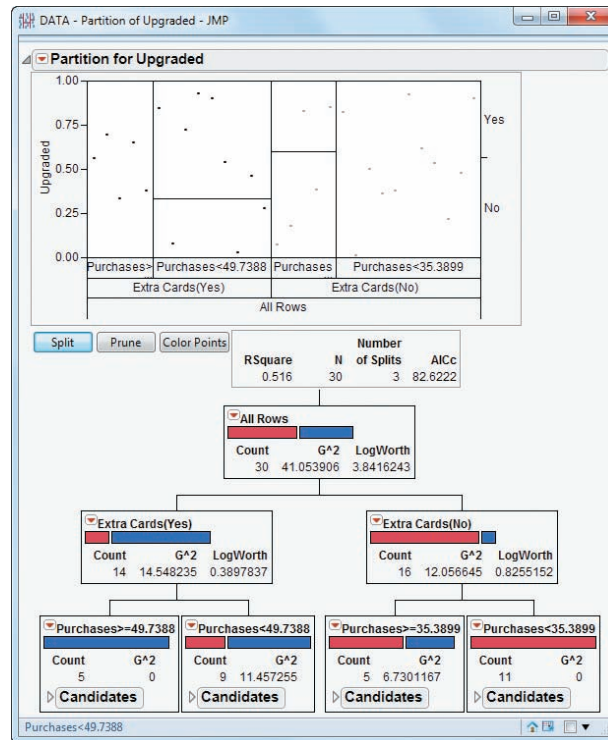 DATA - Partition of Upgraded - JMP
Partition for Upgraded
1.00
0.75
0.50
0.25
0.00
Upgraded
Yes
No
Purchases> Purchases<49.7388 Purchases Purchases<35.3899
Extra Cards(Yes) Extra Cards(No)
All Rows
Split Prune Color Points
RSquare N Number of Splits AICc
0.516 30 3 82.6222
All Rows
Count G^2 LogWorth
30 41.053906 3.8416243
Extra Cards(Yes) Extra Cards(No)
Count G^2 LogWorth Count G^2 LogWorth
14 14.548235 0.3897837 16 12.056645 0.8255152
Purchases>=49.7388 Purchases<49.7388 Purchases>=35.3899 Purchases<35.3899
Count G^2 Count G^2 Count G^2 Count G^2
5 0 9 11.457255 5 6.7301167 11 0
Candidates Candidates Candidates Candidates
Purchases<49.7388